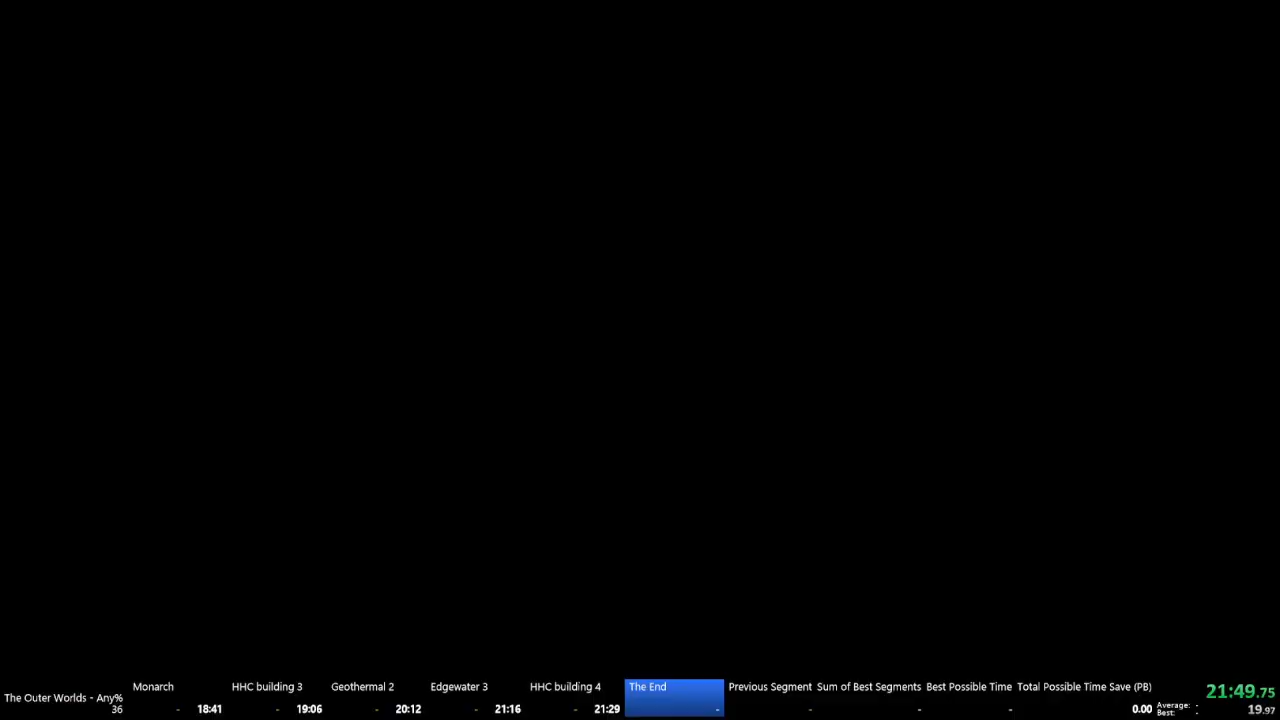 The Outer Worlds - Any%
36
Monarch
- 18:41
HHC building 3
- 19:06
Geothermal 2
- 20:12
Edgewater 3
- 21:16
HHC building 4
- 21:29
The End
-
Previous Segment
-
Sum of Best Segments
-
Best Possible Time
-
Total Possible Time Save (PB)
0.00
21:49.75
Average: -
Best: -
19.97